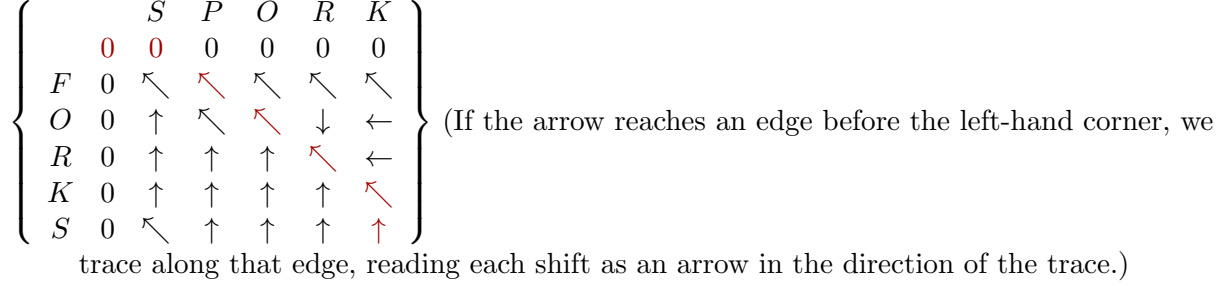 S P O R K
0 0 0 0 0 0
F 0 ↖ ↖ ↖ ↖ ↖
O 0 ↑ ↖ ↖ ↓ ←
R 0 ↑ ↑ ↑ ↖ ←
K 0 ↑ ↑ ↑ ↑ ↖
S 0 ↖ ↑ ↑ ↑ ↑
(If the arrow reaches an edge before the left-hand corner, we
trace along that edge, reading each shift as an arrow in the direction of the trace.)